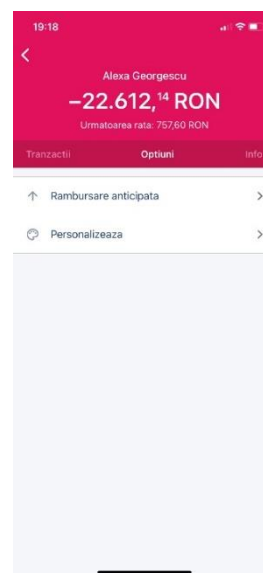 19:18
Alexa Georgescu
−22.612,14 RON
Urmatoarea rata: 757,60 RON
Tranzactii Optiuni Info
Rambursare anticipata
Personalizeaza